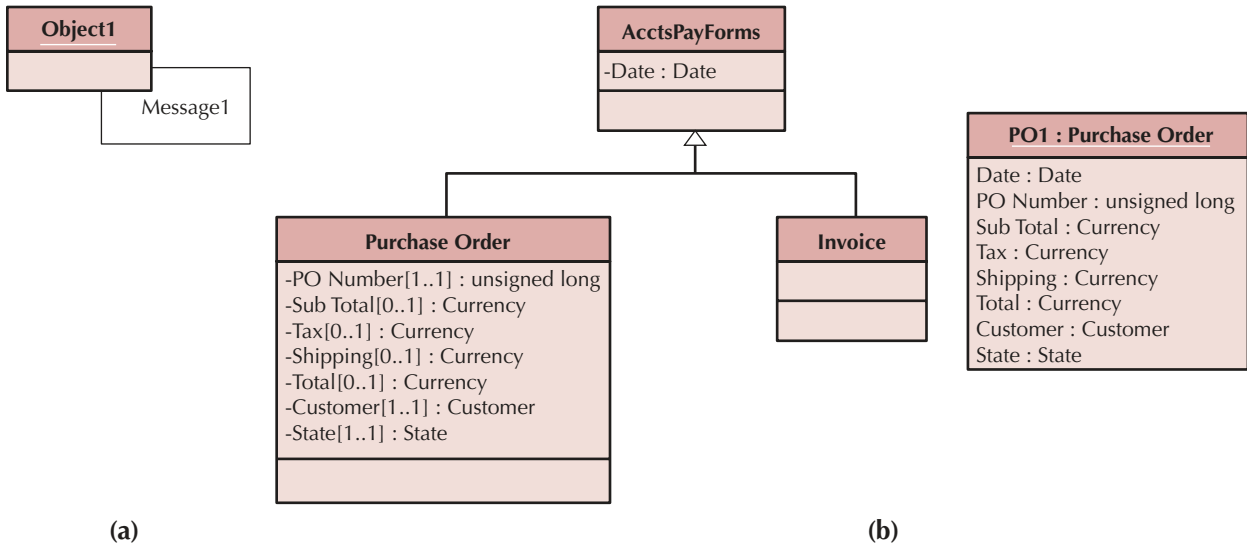 Object1
Message1
AcctsPayForms
-Date : Date
Purchase Order
-PO Number[1..1] : unsigned long
-Sub Total[0..1] : Currency
-Tax[0..1] : Currency
-Shipping[0..1] : Currency
-Total[0..1] : Currency
-Customer[1..1] : Customer
-State[1..1] : State
Invoice
PO1 : Purchase Order
Date : Date
PO Number : unsigned long
Sub Total : Currency
Tax : Currency
Shipping : Currency
Total : Currency
Customer : Customer
State : State
(a)
(b)